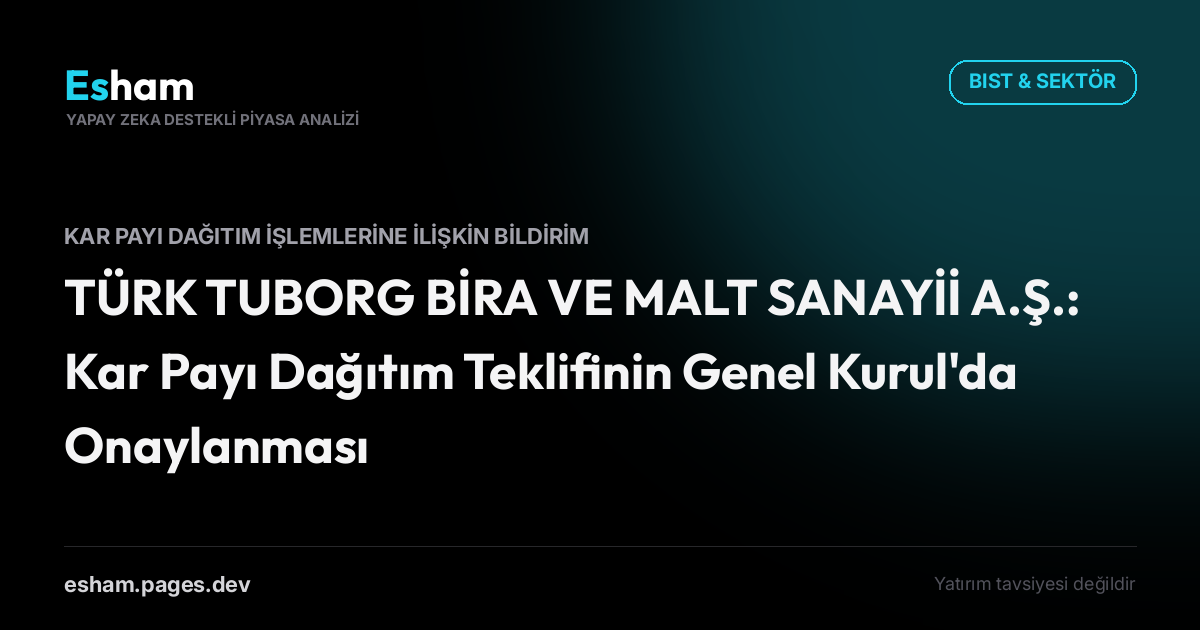 Esham
BIST & SEKTÖR
YAPAY ZEKA DESTEKLİ PİYASA ANALİZİ
KAR PAYI DAĞITIM İŞLEMLERİNE İLİŞKİN BİLDİRİM
TÜRK TUBORG BİRA VE MALT SANAYİİ A.Ş.:
Kar Payı Dağıtım Teklifinin Genel Kurul'da
Onaylanması
esham.pages.dev
Yatırım tavsiyesi değildir